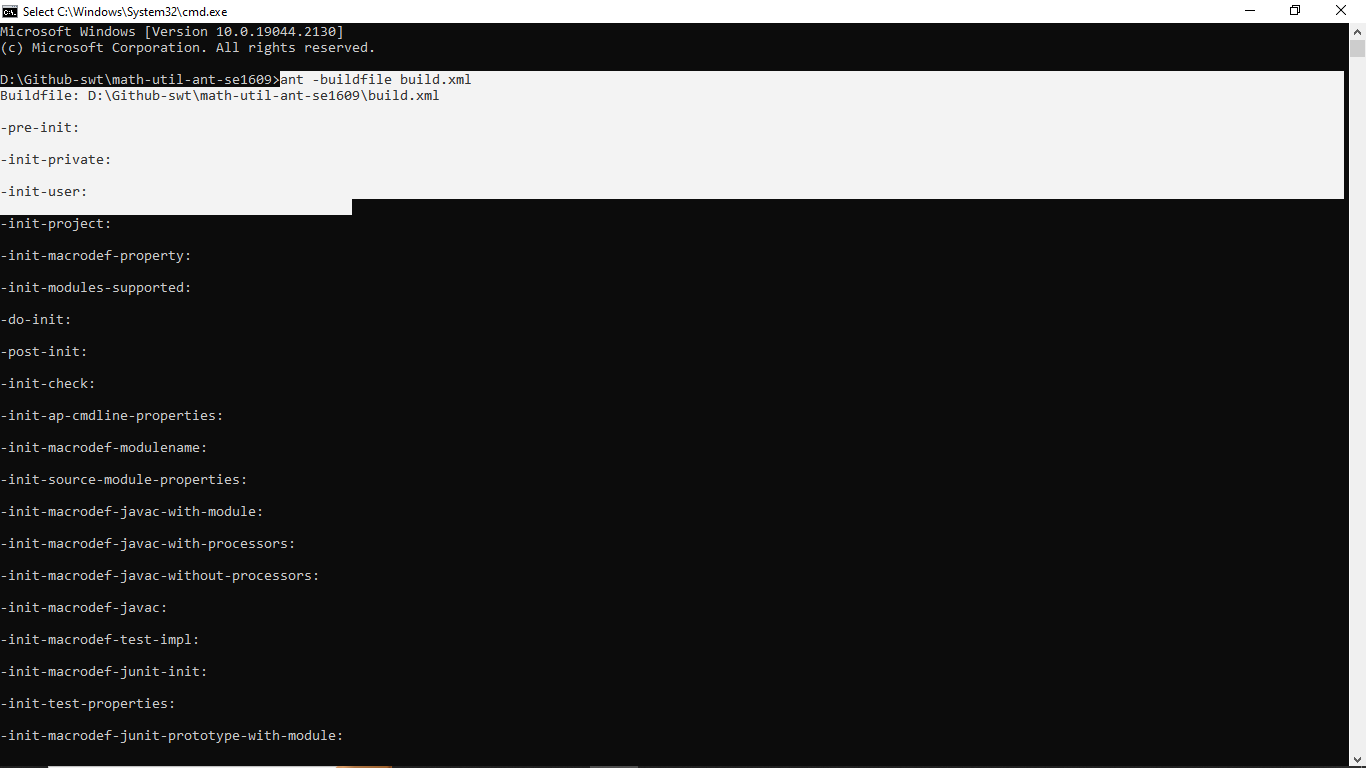 Select C:\Windows\System32\cmd.exe
Microsoft Windows [Version 10.0.19044.2130]
(c) Microsoft Corporation. All rights reserved.
D:\Github-swt\math-util-ant-se1609>ant -buildfile build.xml
Buildfile: D:\Github-swt\math-util-ant-se1609\build.xml
-pre-init:
-init-private:
-init-user:
-init-project:
-init-macrodef-property:
-init-modules-supported:
-do-init:
-post-init:
-init-check:
-init-ap-cmdline-properties:
-init-macrodef-modulename:
-init-source-module-properties:
-init-macrodef-javac-with-module:
-init-macrodef-javac-with-processors:
-init-macrodef-javac-without-processors:
-init-macrodef-javac:
-init-macrodef-test-impl:
-init-macrodef-junit-init:
-init-test-properties:
-init-macrodef-junit-prototype-with-module: